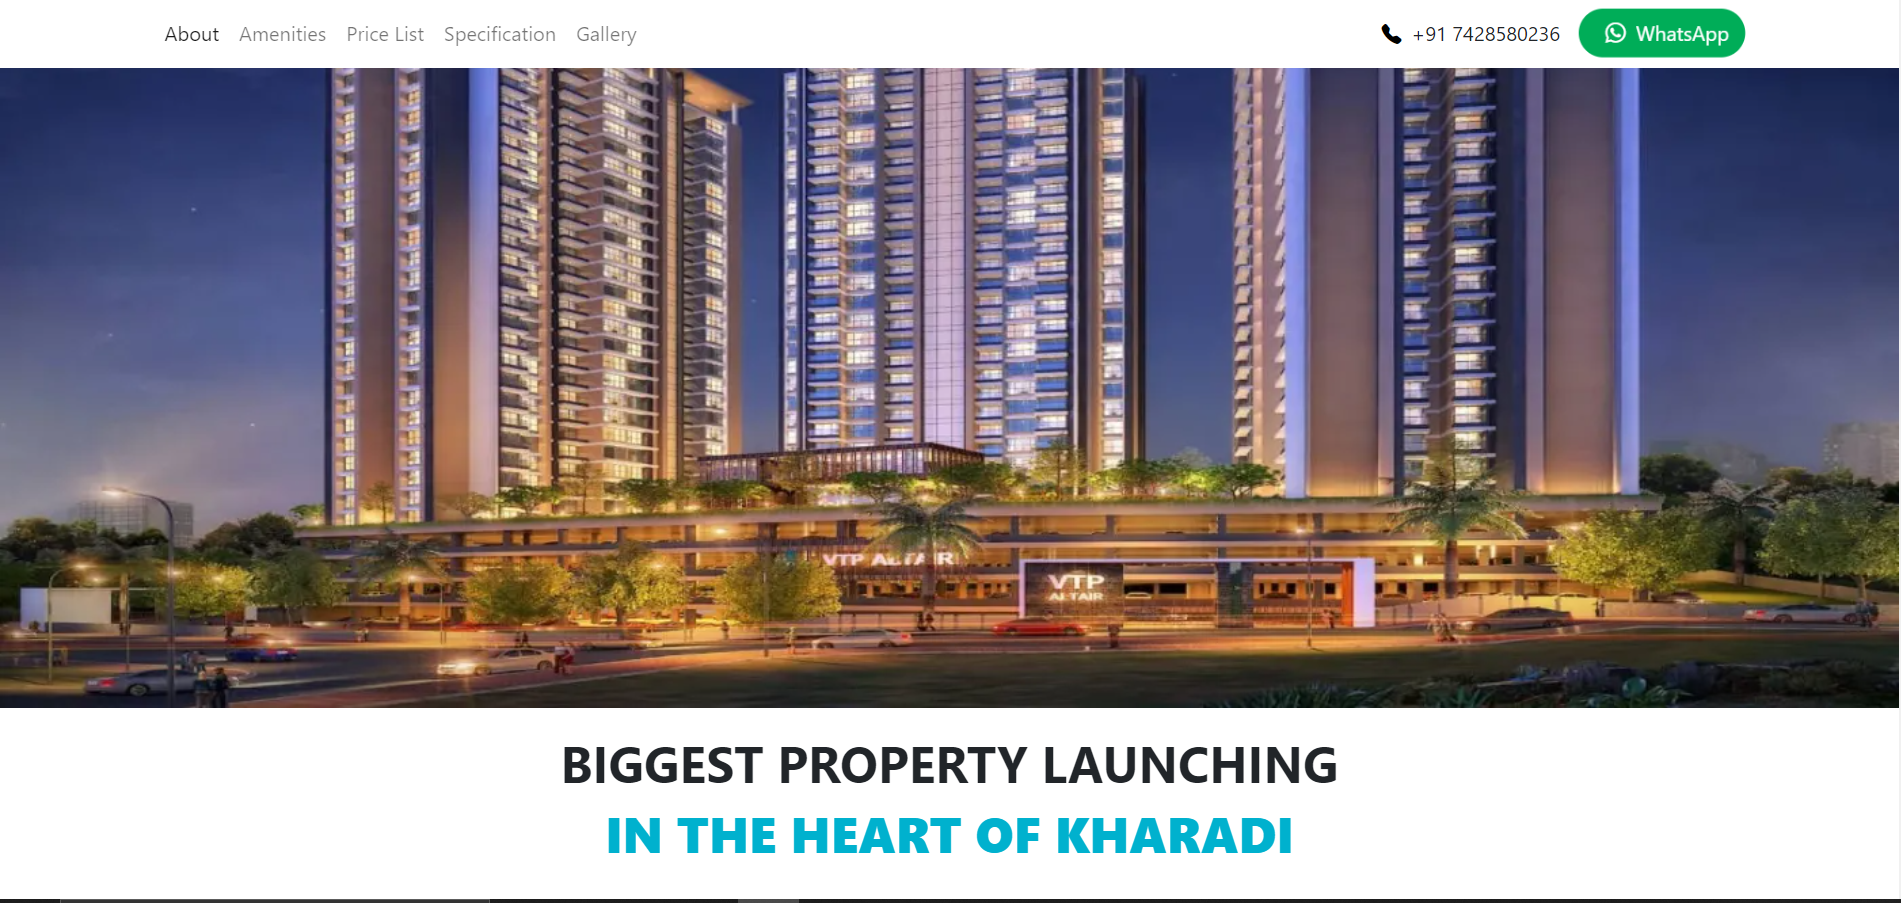 About Amenities Price List Specification Gallery +91 7428580236 WhatsApp
VTP ALTAIR
VTP
ALTAIR
BIGGEST PROPERTY LAUNCHING
IN THE HEART OF KHARADI